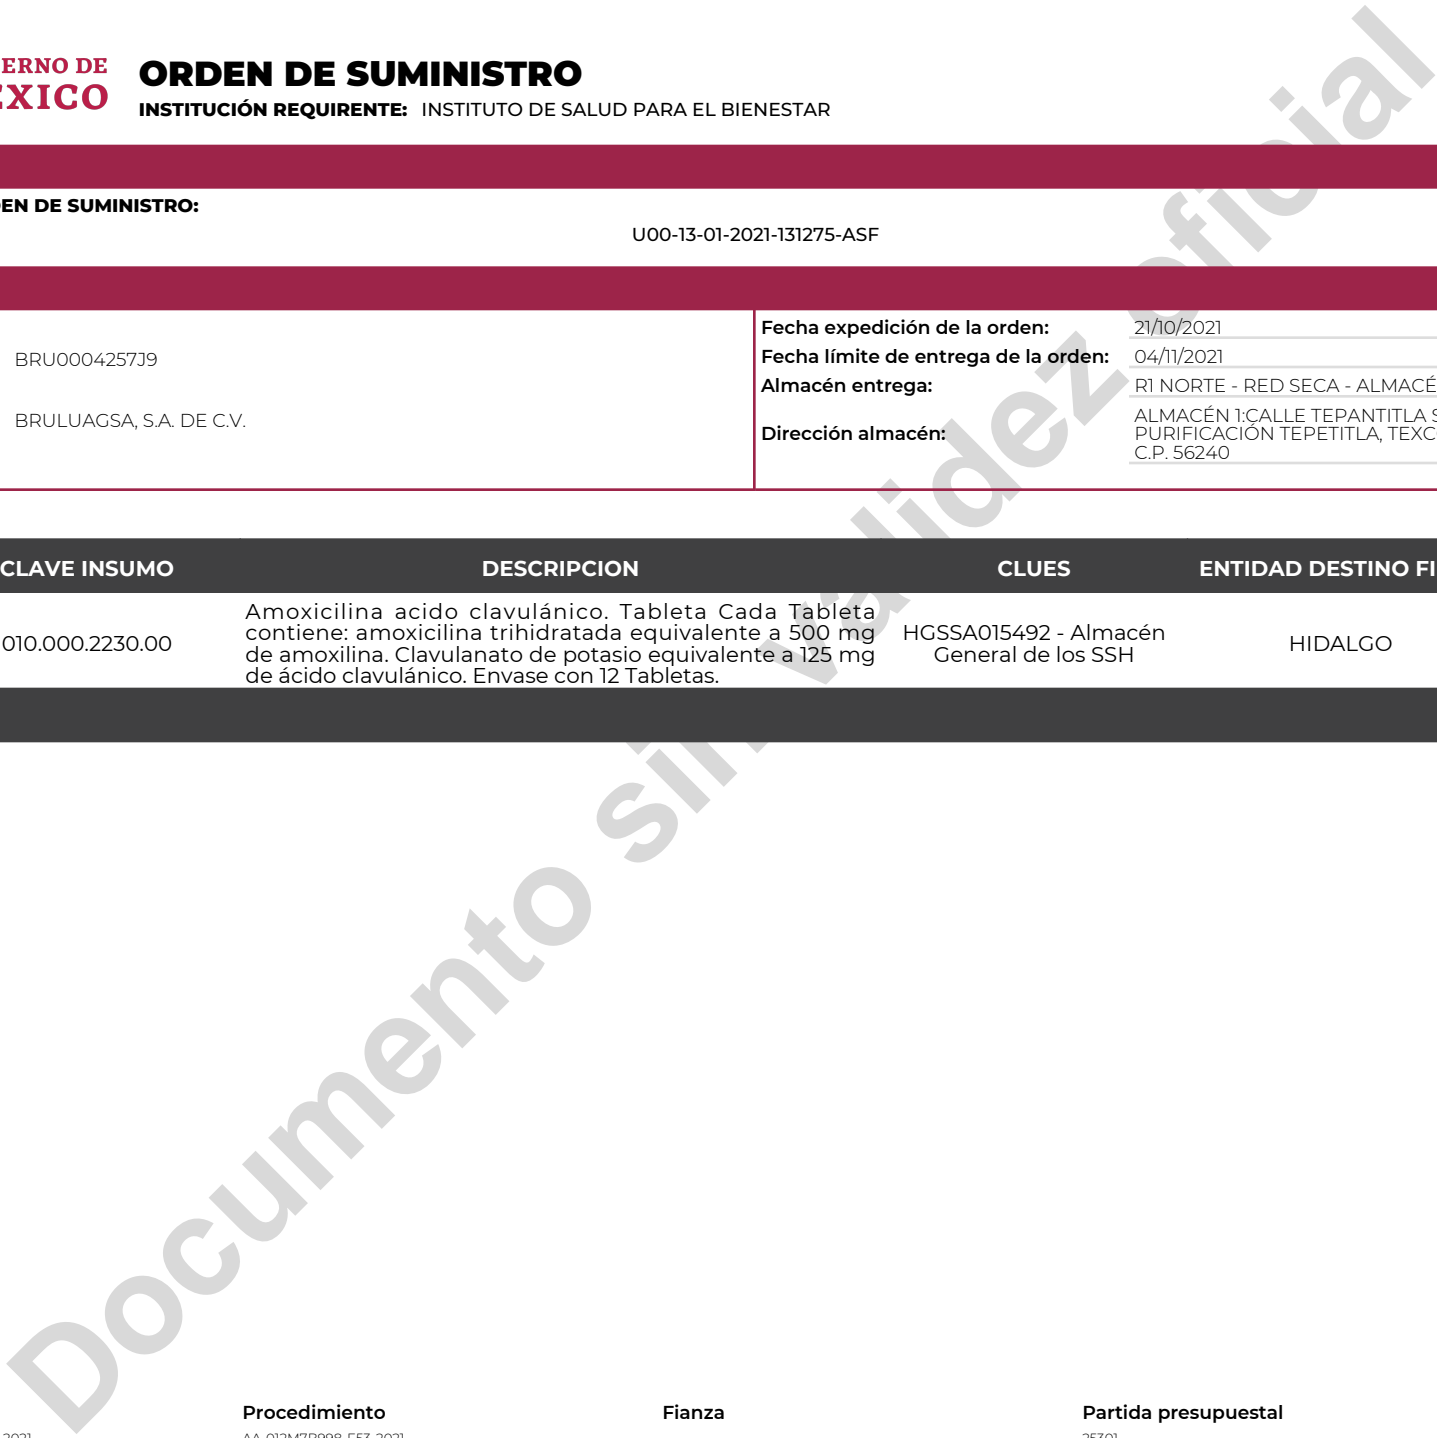 ERNO DE
ÉXICO
ORDEN DE SUMINISTRO
INSTITUCIÓN REQUIRENTE: INSTITUTO DE SALUD PARA EL BIENESTAR
EN DE SUMINISTRO:
U00-13-01-2021-131275-ASF
BRU0004257J9
BRULUAGSA, S.A. DE C.V.
Fecha expedición de la orden: 21/10/2021
Fecha límite de entrega de la orden: 04/11/2021
Almacén entrega: R1 NORTE - RED SECA - ALMACÉ
Dirección almacén: ALMACÉN 1:CALLE TEPANTITLA S
PURIFICACIÓN TEPETITLA, TEXC
C.P. 56240
CLAVE INSUMO DESCRIPCION CLUES ENTIDAD DESTINO FI
010.000.2230.00
Amoxicilina acido clavulánico. Tableta Cada Tableta
contiene: amoxicilina trihidratada equivalente a 500 mg
de amoxilina. Clavulanato de potasio equivalente a 125 mg
de ácido clavulánico. Envase con 12 Tabletas.
HGSSA015492 - Almacén
General de los SSH
HIDALGO
Documento sin validez oficial
Procedimiento Fianza Partida presupuestal